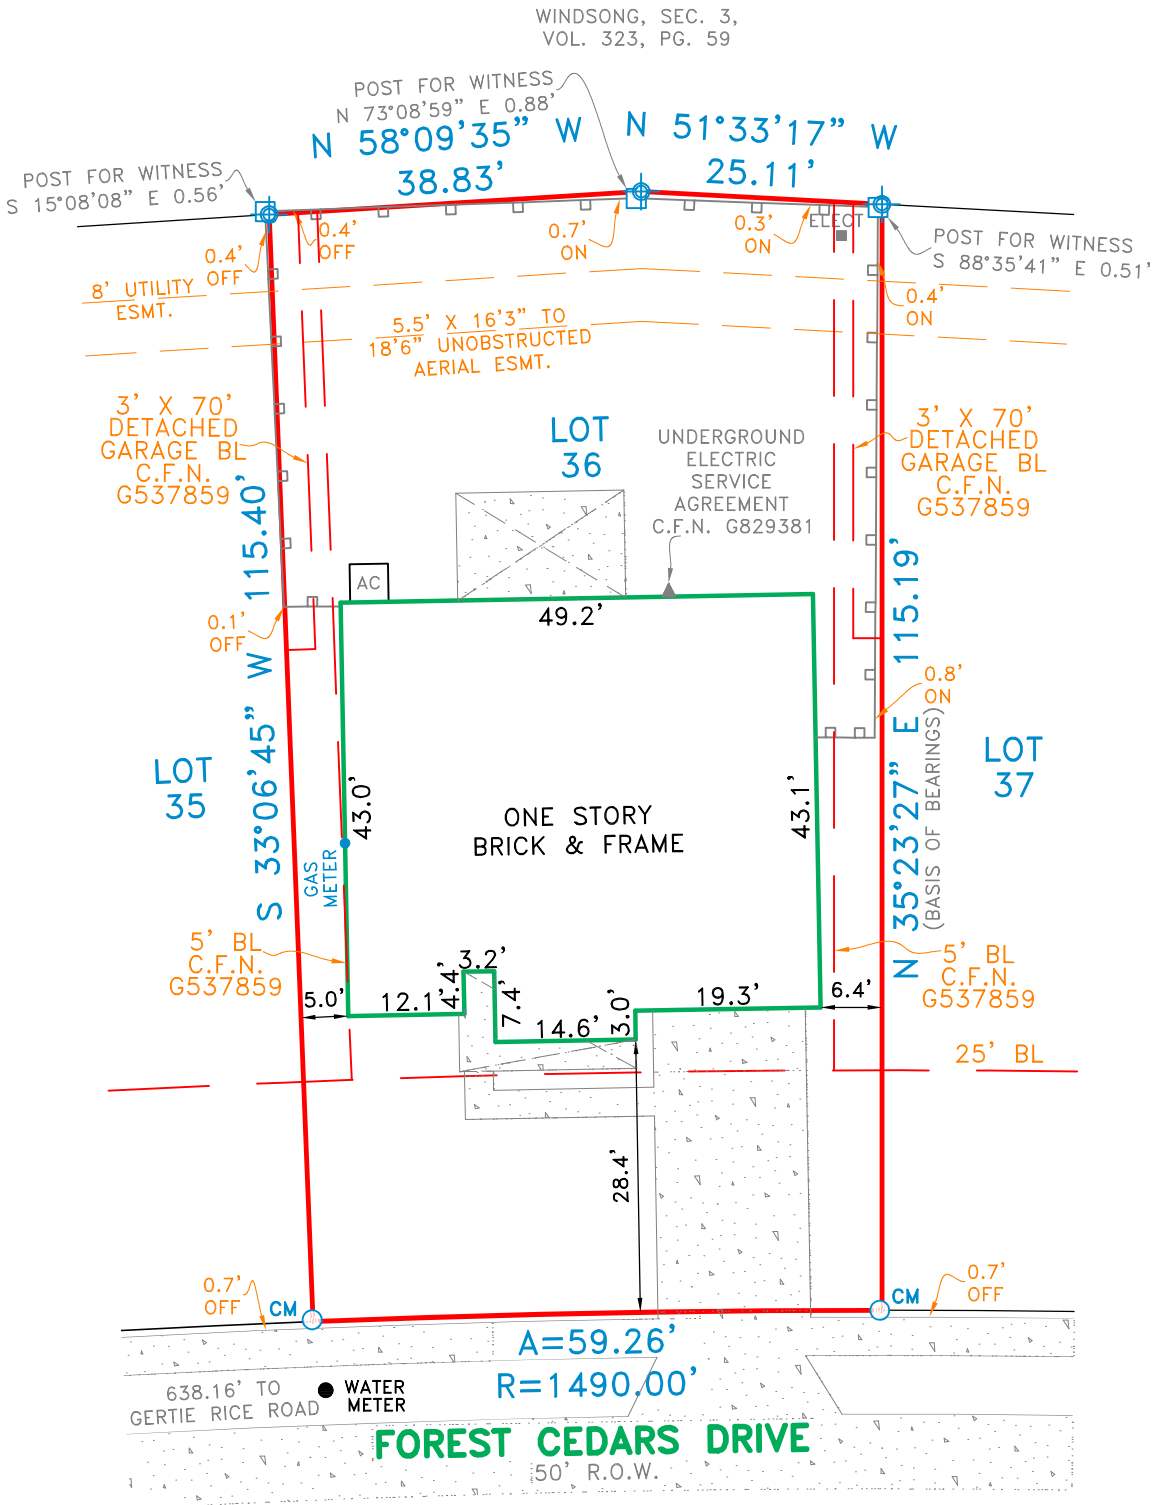 WINDSONG, SEC. 3,
VOL. 323, PG. 59
POST FOR WITNESS
N 73°08'59" E 0.88'
N 58°09'35" W
38.83'
N 51°33'17" W
25.11'
POST FOR WITNESS
S 15°08'08" E 0.56'
0.4'
OFF
0.4'
OFF
0.7'
ON
0.3'
ON
ELECT
POST FOR WITNESS
S 88°35'41" E 0.51'
8' UTILITY
ESMT.
0.4'
ON
5.5' X 16'3" TO
18'6" UNOBSTRUCTED
AERIAL ESMT.
3' X 70'
DETACHED
GARAGE BL
C.F.N.
G537859
LOT
36
UNDERGROUND
ELECTRIC
SERVICE
AGREEMENT
C.F.N. G829381
3' X 70'
DETACHED
GARAGE BL
C.F.N.
G537859
AC
49.2'
0.1'
OFF
S 33°06'45" W 115.40'
N 35°23'27" E 115.19'
(BASIS OF BEARINGS)
0.8'
ON
LOT
35
LOT
37
43.0'
43.1'
ONE STORY
BRICK & FRAME
GAS
METER
5' BL
C.F.N.
G537859
5.0'
12.1'
4.4'
3.2'
7.4'
14.6'
3.0'
19.3'
6.4'
5' BL
C.F.N.
G537859
25' BL
28.4'
0.7'
OFF
CM
CM
0.7'
OFF
A=59.26'
R=1490.00'
638.16' TO
GERTIE RICE ROAD
WATER
METER
FOREST CEDARS DRIVE
50' R.O.W.